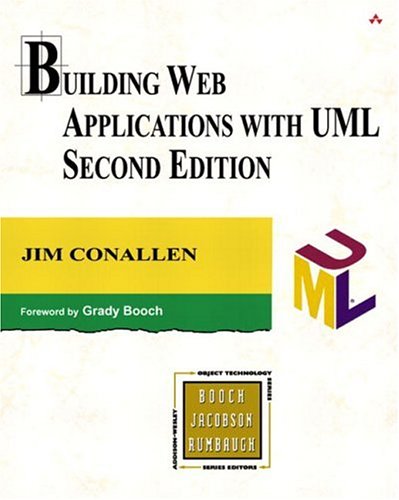 BUILDING WEB
APPLICATIONS WITH UML
SECOND EDITION
JIM CONALLEN
Foreword by Grady Booch
UML®
ADDISON-WESLEY
OBJECT TECHNOLOGY
SERIES
BOOCH
JACOBSON
RUMBAUGH
SERIES EDITORS